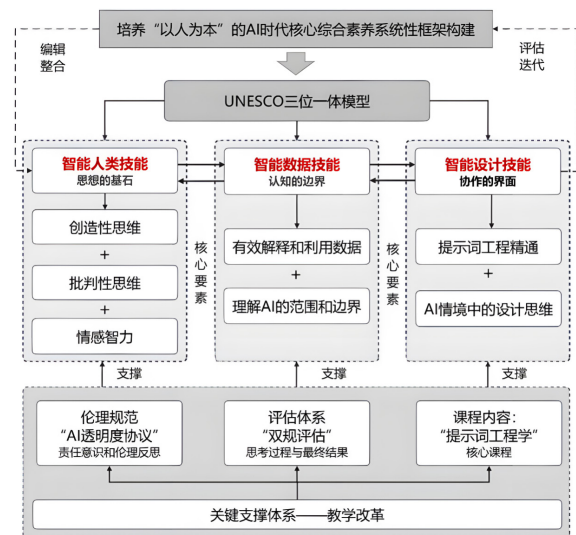 培养“以人为本”的AI时代核心综合素养系统性框架构建
编辑
整合
评估
迭代
UNESCO三位一体模型
智能人类技能
思想的基石
智能数据技能
认知的边界
智能设计技能
协作的界面
创造性思维
+
批判性思维
+
情感智力
核心要素
有效解释和利用数据
+
理解AI的范围和边界
核心要素
提示词工程精通
+
AI情境中的设计思维
支撑
支撑
支撑
伦理规范
“AI透明度协议”
责任意识和伦理反思
评估体系
“双规评估”
思考过程与最终结果
课程内容：
“提示词工程学”
核心课程
关键支撑体系——教学改革